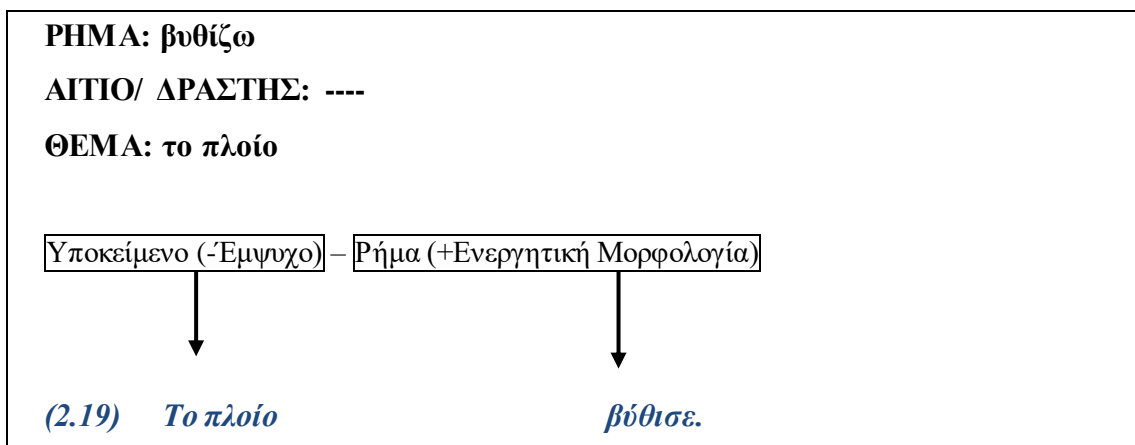 ΡΗΜΑ: βυθίζω
ΑΙΤΙΟ/ ΔΡΑΣΤΗΣ: ----
ΘΕΜΑ: το πλοίο
Υποκείμενο (-Έμψυχο) – Ρήμα (+Ενεργητική Μορφολογία)
(2.19) Το πλοίο βύθισε.